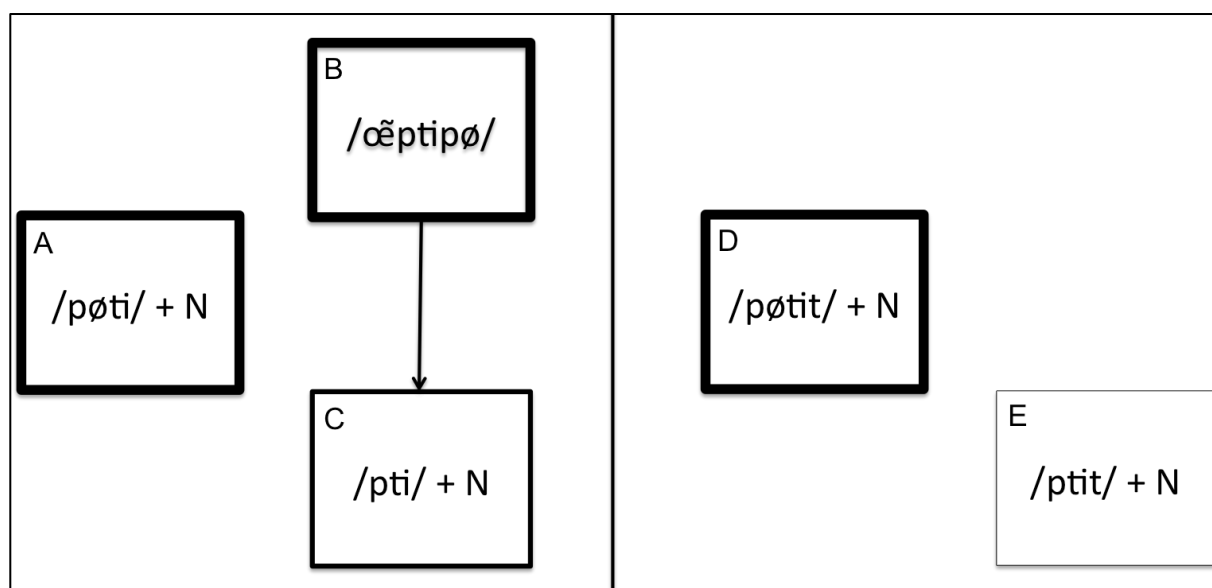 B
/œ̃ptipø/
A
/pøti/ + N
C
/pti/ + N
D
/pøtit/ + N
E
/ptit/ + N